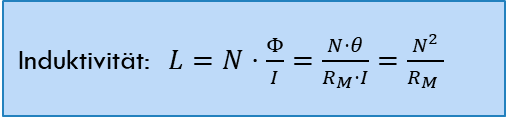 Induktivität: L = N · Φ/I = N·θ/R_M·I = N²/R_M